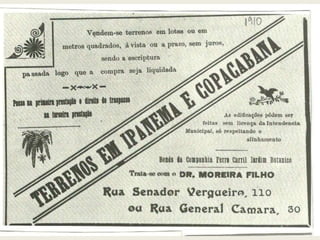 1910
Vendem-se terrenos em lotes ou em
metros quadrados, á vista ou a prazo, sem juros,
sendo a escriptura
passada logo que a compra seja liquidada
Posse na primeira prestação e direito de traspasse
na terceira prestação
TERRENOS EM IPANEMA E COPACABANA
As edificações pódem ser
feitas sem licença da Intendencia
Municipal, só respeitando o
alinhamento
Bonds da Companhia Ferro Carril Jardim Botanico
Trata-se com o DR. MOREIRA FILHO
Rua Senador Vergueiro, 110
ou Rua General Camara, 30